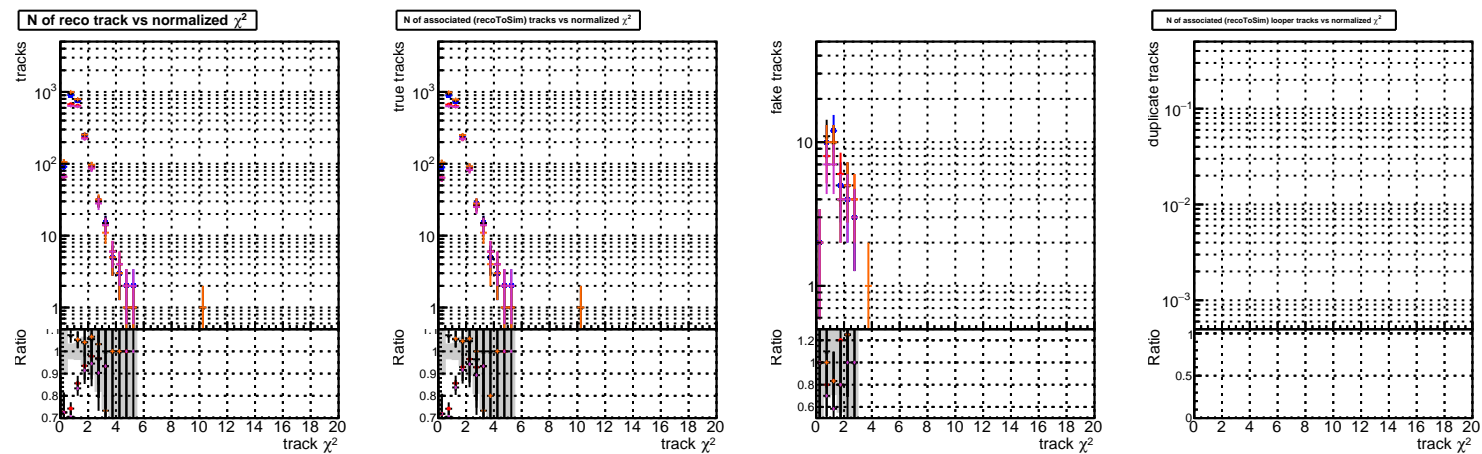 N of reco track vs normalized χ²
tracks
10³
10²
10
1
Ratio
1.1
1
0.9
0.8
0.7
0 2 4 6 8 10 12 14 16 18 20
track χ²
N of associated (recoToSim) tracks vs normalized χ²
true tracks
10³
10²
10
1
Ratio
1.1
1
0.9
0.8
0.7
0 2 4 6 8 10 12 14 16 18 20
track χ²
fake tracks
10
1
Ratio
1.2
1
0.8
0.6
0 2 4 6 8 10 12 14 16 18 20
track χ²
N of associated (recoToSim) looper tracks vs normalized χ²
duplicate tracks
10⁻¹
10⁻²
10⁻³
Ratio
1
0.5
0
0 2 4 6 8 10 12 14 16 18 20
track χ²